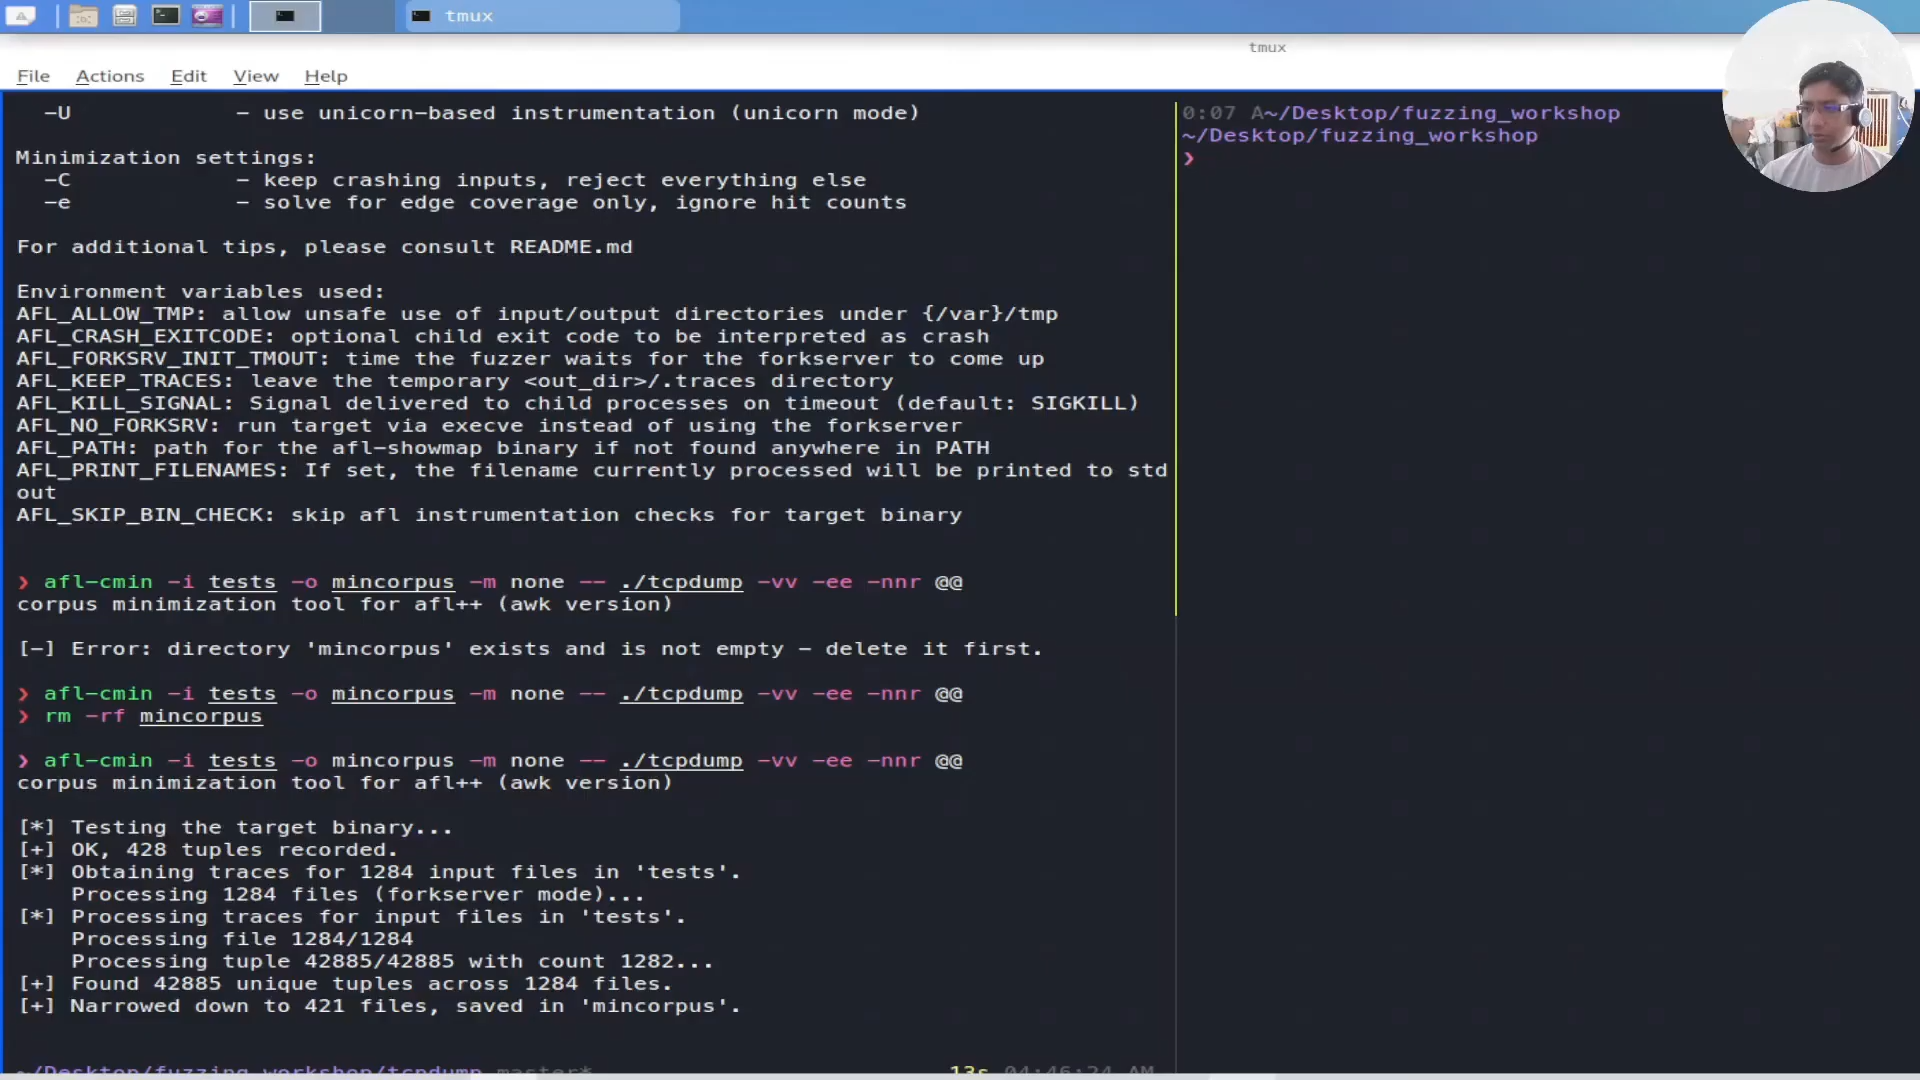 tmux
tmux
File Actions Edit View Help
-U - use unicorn-based instrumentation (unicorn mode)
Minimization settings:
-C - keep crashing inputs, reject everything else
-e - solve for edge coverage only, ignore hit counts
For additional tips, please consult README.md
Environment variables used:
AFL_ALLOW_TMP: allow unsafe use of input/output directories under {/var}/tmp
AFL_CRASH_EXITCODE: optional child exit code to be interpreted as crash
AFL_FORKSRV_INIT_TMOUT: time the fuzzer waits for the forkserver to come up
AFL_KEEP_TRACES: leave the temporary <out_dir>/.traces directory
AFL_KILL_SIGNAL: Signal delivered to child processes on timeout (default: SIGKILL)
AFL_NO_FORKSRV: run target via execve instead of using the forkserver
AFL_PATH: path for the afl-showmap binary if not found anywhere in PATH
AFL_PRINT_FILENAMES: If set, the filename currently processed will be printed to std
out
AFL_SKIP_BIN_CHECK: skip afl instrumentation checks for target binary
❯ afl-cmin -i tests -o mincorpus -m none -- ./tcpdump -vv -ee -nnr @@
corpus minimization tool for afl++ (awk version)
[-] Error: directory 'mincorpus' exists and is not empty - delete it first.
❯ afl-cmin -i tests -o mincorpus -m none -- ./tcpdump -vv -ee -nnr @@
❯ rm -rf mincorpus
❯ afl-cmin -i tests -o mincorpus -m none -- ./tcpdump -vv -ee -nnr @@
corpus minimization tool for afl++ (awk version)
[*] Testing the target binary...
[+] OK, 428 tuples recorded.
[*] Obtaining traces for 1284 input files in 'tests'.
Processing 1284 files (forkserver mode)...
[*] Processing traces for input files in 'tests'.
Processing file 1284/1284
Processing tuple 42885/42885 with count 1282...
[+] Found 42885 unique tuples across 1284 files.
[+] Narrowed down to 421 files, saved in 'mincorpus'.
~/Desktop/fuzzing_workshop/tcpdump master* 13s 04:46:24 AM
0:07 A~/Desktop/fuzzing_workshop
~/Desktop/fuzzing_workshop
❯